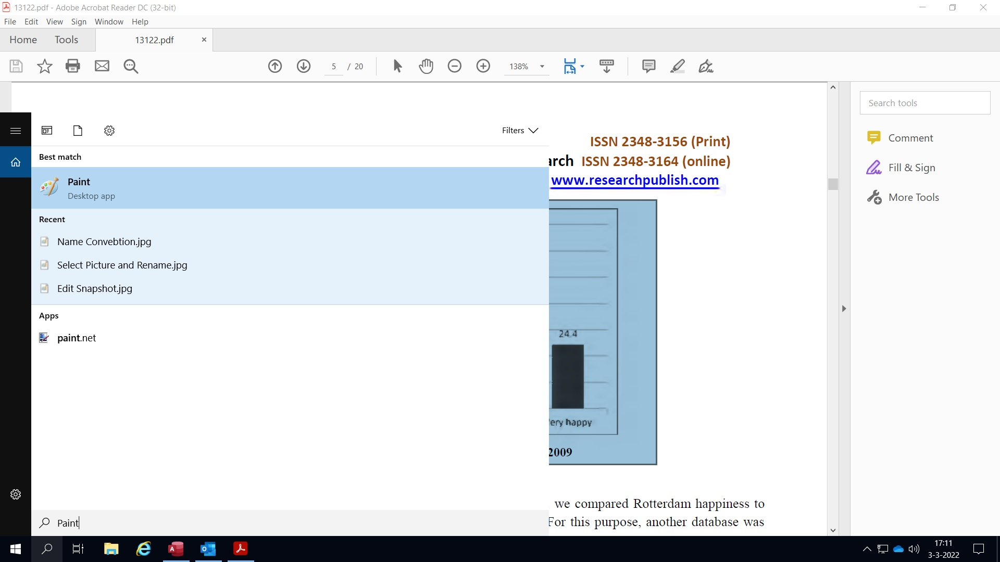 13122.pdf - Adobe Acrobat Reader DC (32-bit)
File Edit View Sign Window Help
Home Tools 13122.pdf ×
5 / 20 138%
Search tools
Filters
ISSN 2348-3156 (Print)
Comment
Best match
arch ISSN 2348-3164 (online)
Fill & Sign
Paint
www.researchpublish.com
Desktop app
More Tools
Recent
Name Convebtion.jpg
Select Picture and Rename.jpg
Edit Snapshot.jpg
Apps
24.4
paint.net
ery happy
2009
we compared Rotterdam happiness to
For this purpose, another database was
Paint
17:11
3-3-2022